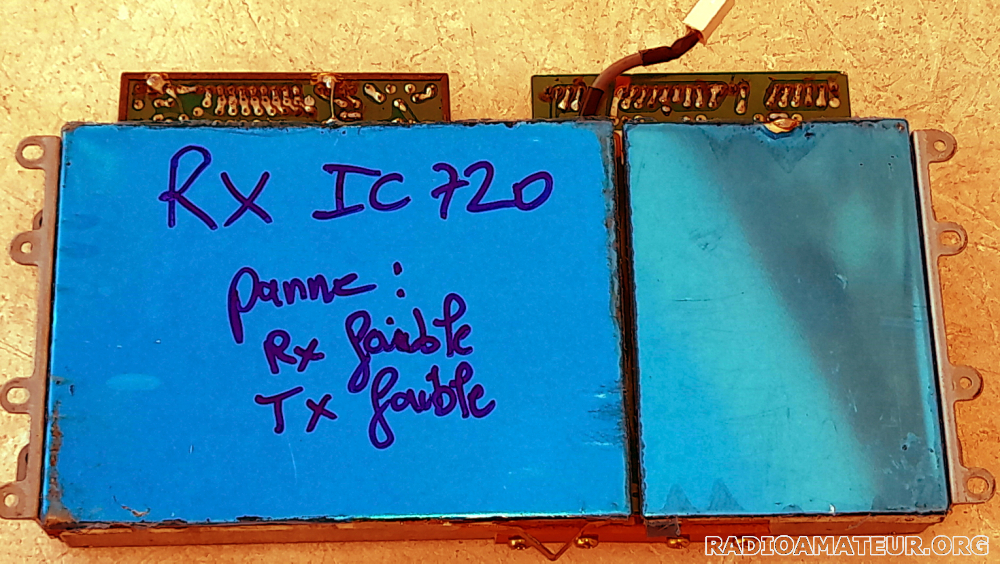 RX IC 720
panne :
Rx faible
TX faible
RADIOAMATEUR.ORG